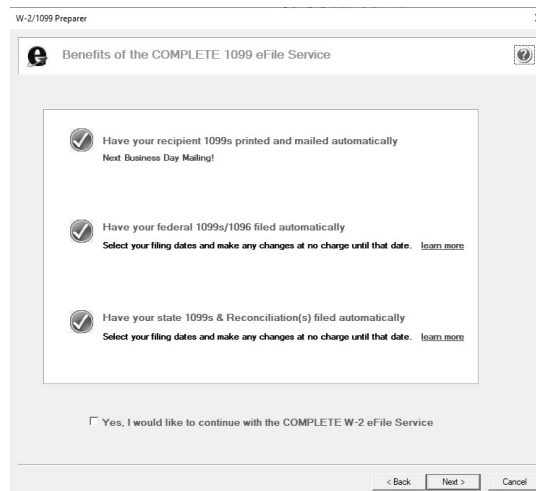 W-2/1099 Preparer
Benefits of the COMPLETE 1099 eFile Service
Have your recipient 1099s printed and mailed automatically
Next Business Day Mailing!
Have your federal 1099s/1096 filed automatically
Select your filing dates and make any changes at no charge until that date. learn more
Have your state 1099s & Reconciliation(s) filed automatically
Select your filing dates and make any changes at no charge until that date. learn more
Yes, I would like to continue with the COMPLETE W-2 eFile Service
< Back Next > Cancel